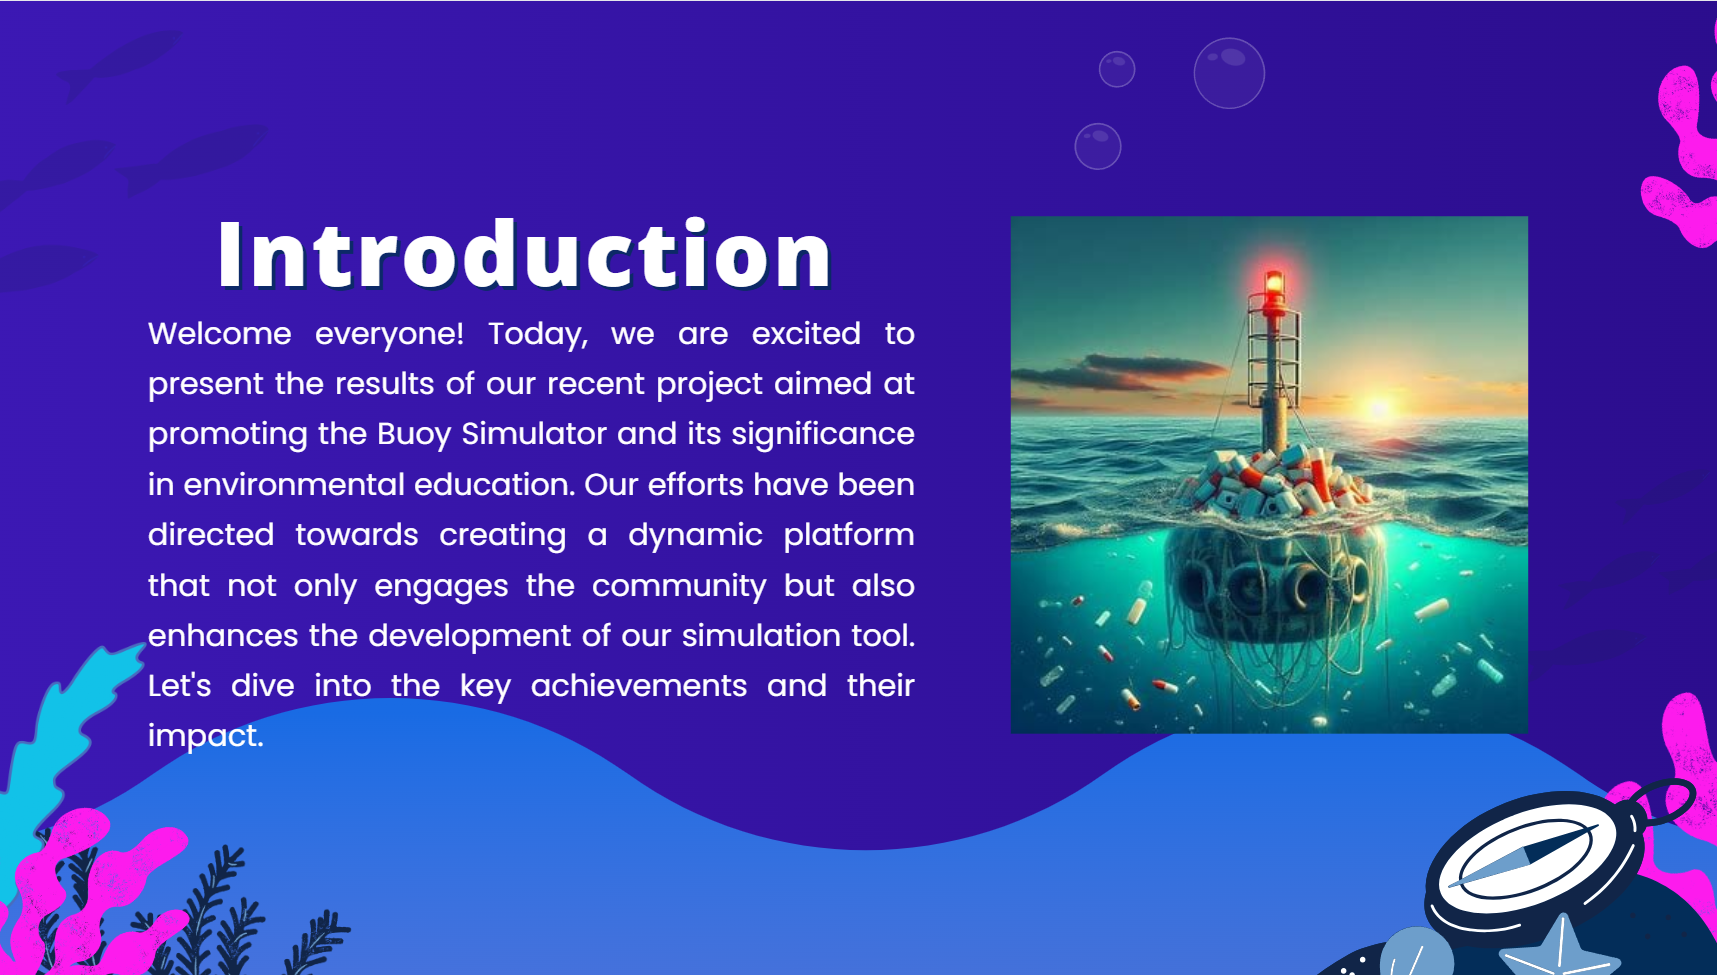 Introduction
Welcome everyone! Today, we are excited to
present the results of our recent project aimed at
promoting the Buoy Simulator and its significance
in environmental education. Our efforts have been
directed towards creating a dynamic platform
that not only engages the community but also
enhances the development of our simulation tool.
Let's dive into the key achievements and their
impact.